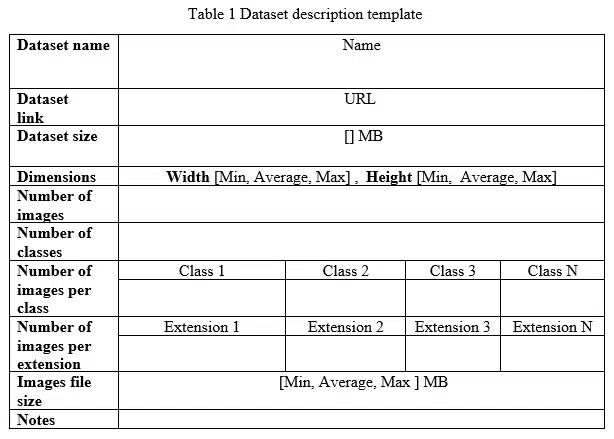 Table 1 Dataset description template
Dataset name Name
Dataset
link
URL
Dataset size [] MB
Dimensions Width [Min, Average, Max] , Height [Min, Average, Max]
Number of
images
Number of
classes
Number of
images per
class
Class 1 Class 2 Class 3 Class N
Number of
images per
extension
Extension 1 Extension 2 Extension 3 Extension N
Images file
size
[Min, Average, Max ] MB
Notes